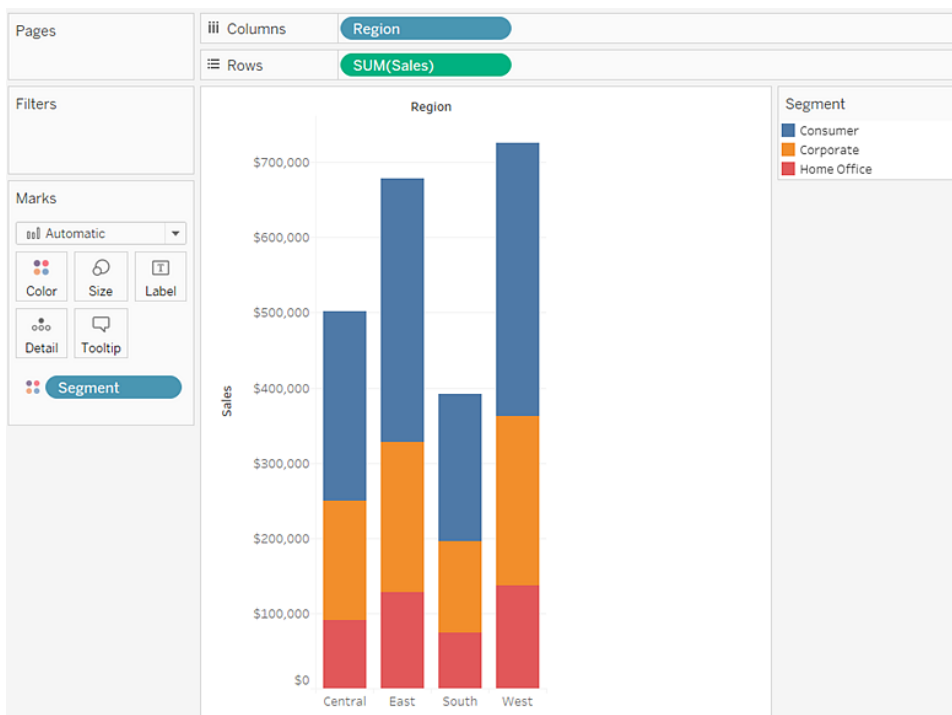 Pages
Columns
Region
Rows
SUM(Sales)
Filters
Marks
Automatic
Color
Size
Label
Detail
Tooltip
Segment
Region
Sales
$700,000
$600,000
$500,000
$400,000
$300,000
$200,000
$100,000
$0
Central
East
South
West
Segment
Consumer
Corporate
Home Office